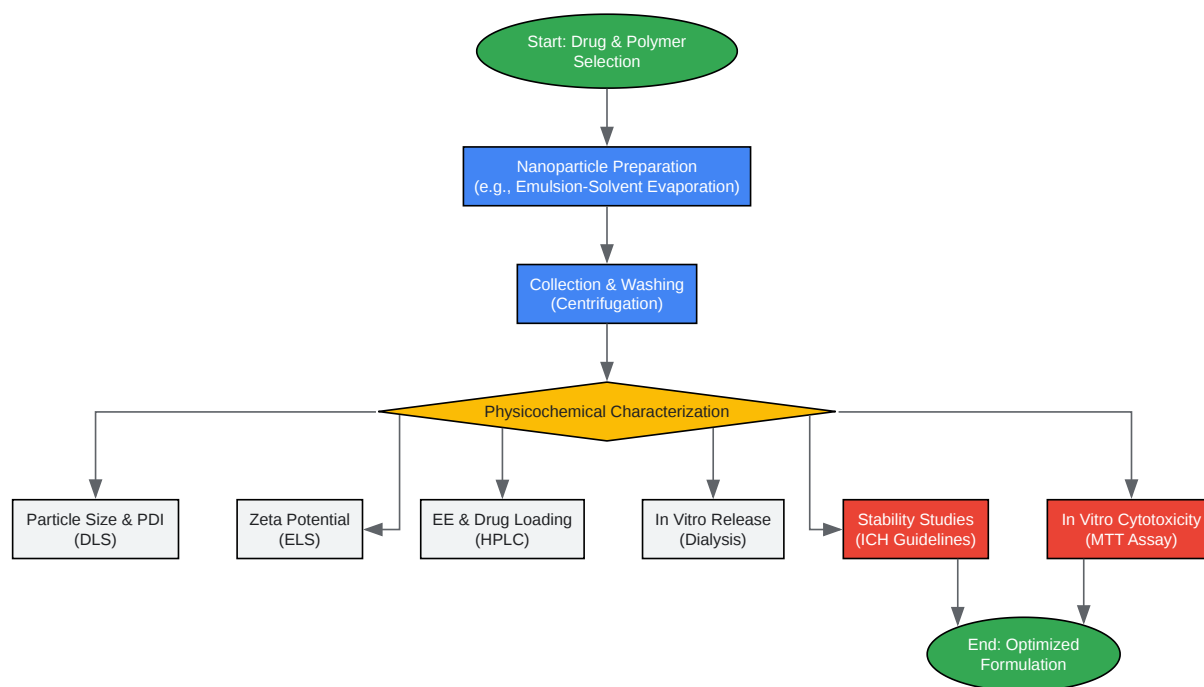 Start: Drug & Polymer
Selection
Nanoparticle Preparation
(e.g., Emulsion-Solvent Evaporation)
Collection & Washing
(Centrifugation)
Physicochemical Characterization
Particle Size & PDI
(DLS)
Zeta Potential
(ELS)
EE & Drug Loading
(HPLC)
In Vitro Release
(Dialysis)
Stability Studies
(ICH Guidelines)
In Vitro Cytotoxicity
(MTT Assay)
End: Optimized
Formulation